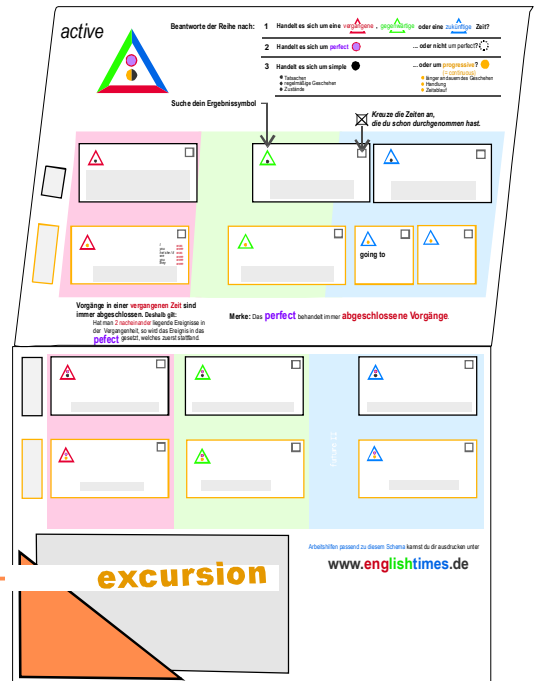 active
Beantworte der Reihe nach:
1 Handelt es sich um eine vergangene , gegenwärtige oder eine zukünftige Zeit?
2 Handelt es sich um perfect ... oder nicht um perfect?
3 Handelt es sich um simple ...oder um progressive?
(= continuous)
Tatsachen
regelmäßige Geschehen
Zustände
länger andauerndes Geschehen
Handlung
Zeitablauf
Suche dein Ergebnissymbol
Kreuze die Zeiten an,
die du schon durchgenommen hast.
going to
Vorgänge in einer vergangenen Zeit sind
immer abgeschlossen. Deshalb gilt:
Hat man 2 nacheinander liegende Ereignisse in
der Vergangenheit, so wird das Ereignis in das
pefect gesetzt, welches zuerst stattfand.
Merke: Das perfect behandelt immer abgeschlossene Vorgänge.
Arbeitshilfen passend zu diesem Schema kannst du dir ausdrucken unter
www.englishtimes.de
excursion